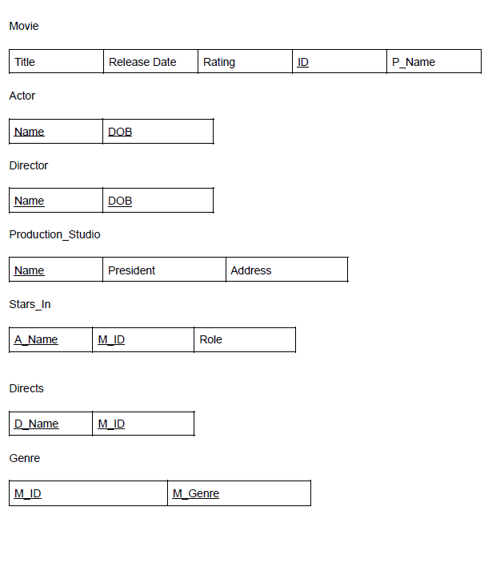 Movie
Title Release Date Rating ID P_Name
Actor
Name DOB
Director
Name DOB
Production_Studio
Name President Address
Stars_In
A_Name M_ID Role
Directs
D_Name M_ID
Genre
M_ID M_Genre